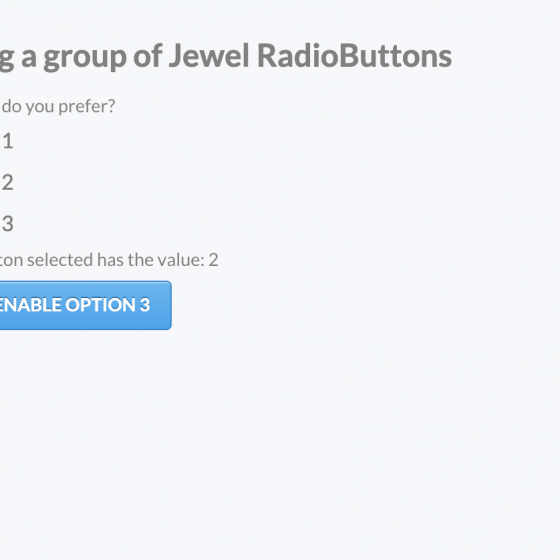 g a group of Jewel RadioButtons
do you prefer?
1
2
3
ton selected has the value: 2
ENABLE OPTION 3